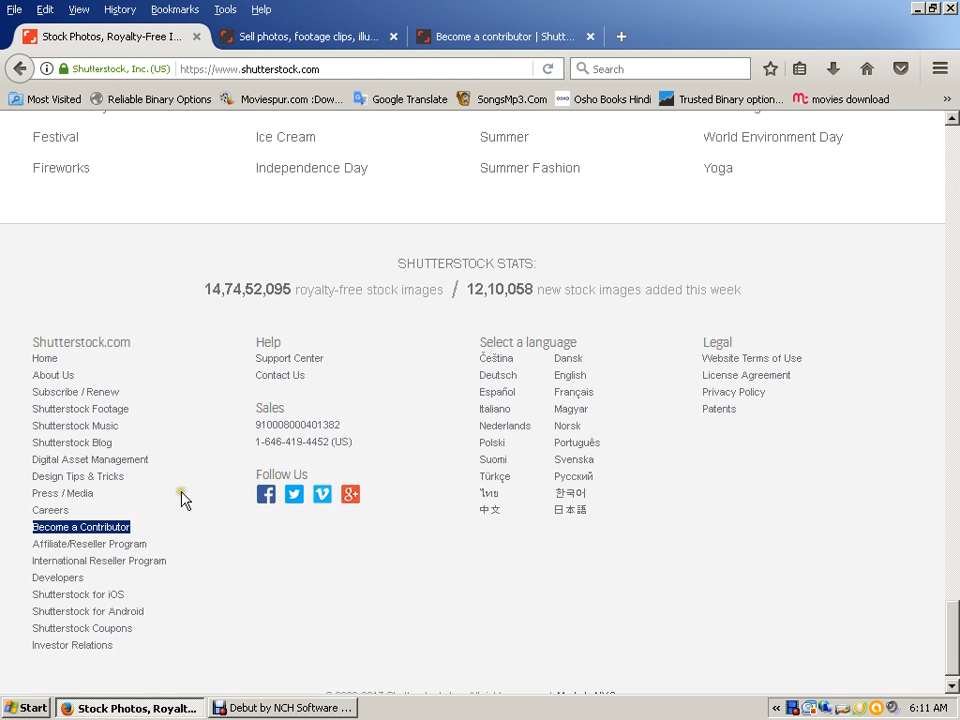 File Edit View History Bookmarks Tools Help
Stock Photos, Royalty-Free I... Sell photos, footage clips, illu... Become a contributor | Shutt...
Shutterstock, Inc. (US) https://www.shutterstock.com Search
Most Visited Reliable Binary Options Moviespur.com :Dow... Google Translate SongsMp3.Com Osho Books Hindi Trusted Binary option... movies download
Festival Ice Cream Summer World Environment Day
Fireworks Independence Day Summer Fashion Yoga
SHUTTERSTOCK STATS:
14,74,52,095 royalty-free stock images / 12,10,058 new stock images added this week
Shutterstock.com
Home
About Us
Subscribe / Renew
Shutterstock Footage
Shutterstock Music
Shutterstock Blog
Digital Asset Management
Design Tips & Tricks
Press / Media
Careers
Become a Contributor
Affiliate/Reseller Program
International Reseller Program
Developers
Shutterstock for iOS
Shutterstock for Android
Shutterstock Coupons
Investor Relations
Help
Support Center
Contact Us
Sales
910008000401382
1-646-419-4452 (US)
Follow Us
Select a language
Čeština Dansk
Deutsch English
Español Français
Italiano Magyar
Nederlands Norsk
Polski Português
Suomi Svenska
Türkçe Русский
ไทย 한국어
中文 日本語
Legal
Website Terms of Use
License Agreement
Privacy Policy
Patents
Start Stock Photos, Royalt... Debut by NCH Software ... 6:11 AM